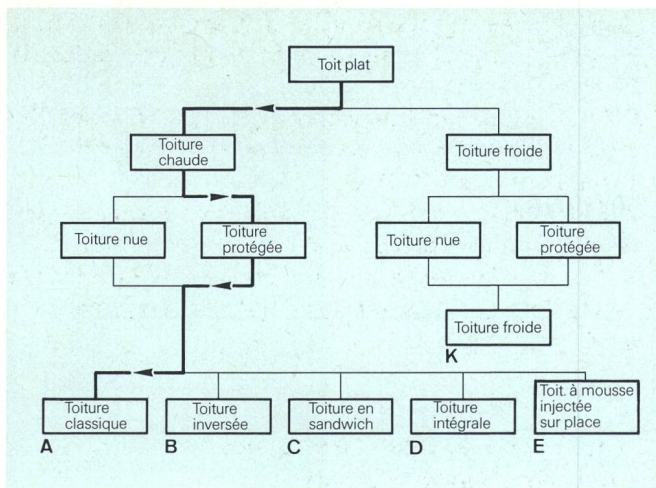 Toit plat
Toiture
chaude
Toiture froide
Toiture nue
Toiture
protégée
Toiture nue
Toiture
protégée
Toiture froide
K
Toiture
classique
Toiture
inversée
Toiture en
sandwich
Toiture
intégrale
Toit. à mousse
injectée
sur place
A
B
C
D
E